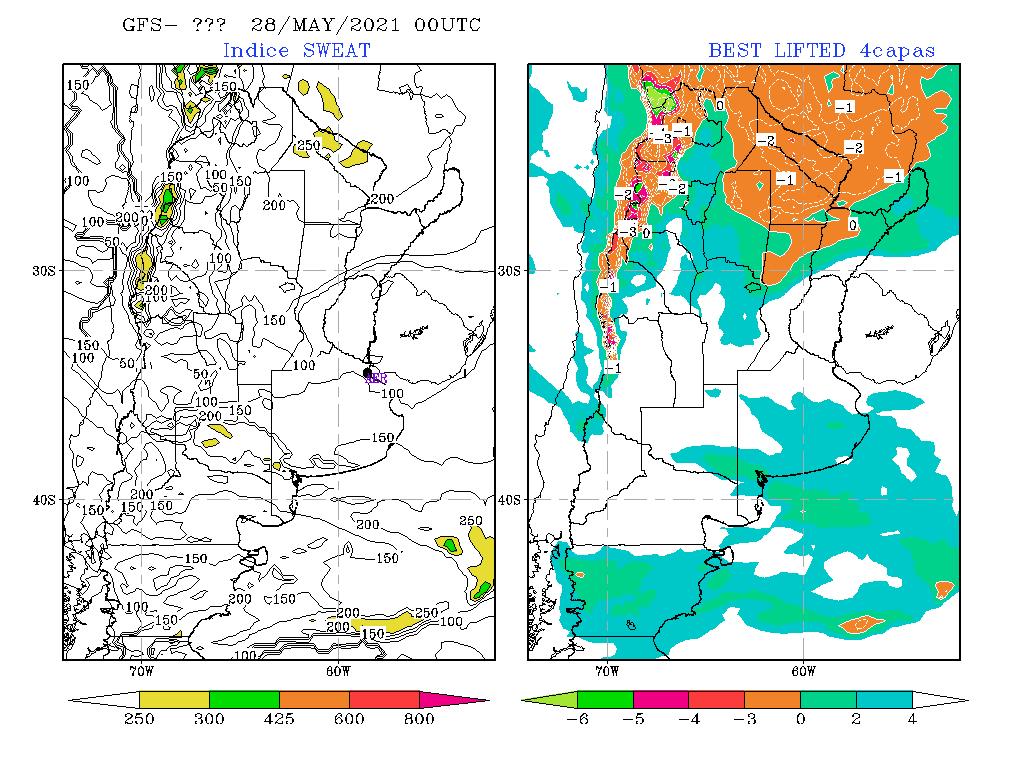 GFS− ??? 28/MAY/2021 00UTC
Indice SWEAT BEST LIFTED 4capas
150 150
250
0 −1
−1 −3 −2 −2
150 100 50 150
100 200 200
−2 −2 −1 −1
100 200
50
−3 0 0
100
30S 30S
200
100
−1
150
150
100 50 100
AER
−1
50
100
100
200 150
150
200
40S 40S
150 150 150
200 250
150 150
100 200 150
150
200 250
200 150 100
100
70W 60W 70W 60W
250 300 425 600 800
−6 −5 −4 −3 0 2 4